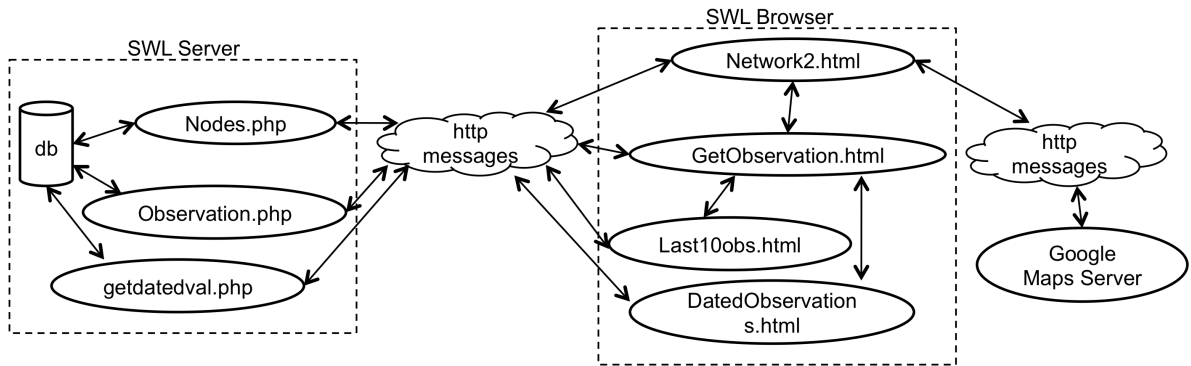 SWL Server
db
Nodes.php
Observation.php
getdatedval.php
http
messages
SWL Browser
Network2.html
GetObservation.html
Last10obs.html
DatedObservation
s.html
http
messages
Google
Maps Server